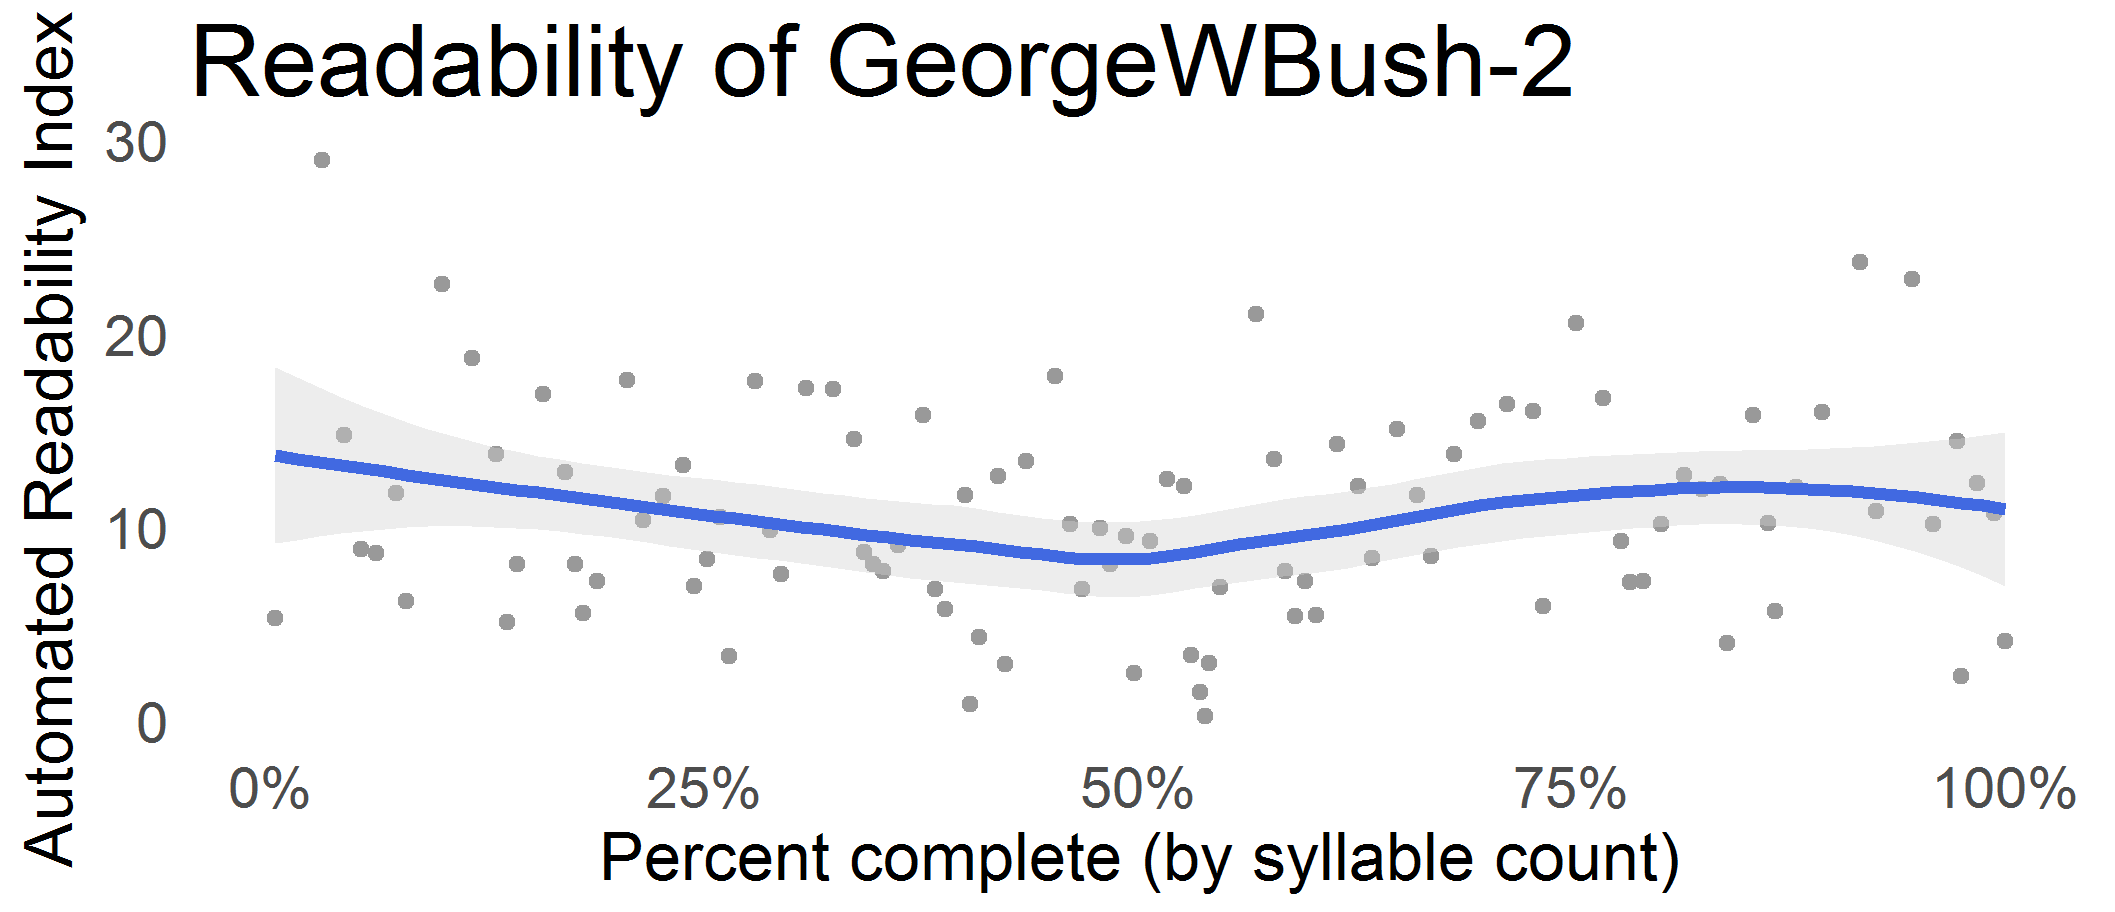 Readability of GeorgeWBush-2
Automated Readability Index
30
20
10
0
0% 25% 50% 75% 100%
Percent complete (by syllable count)